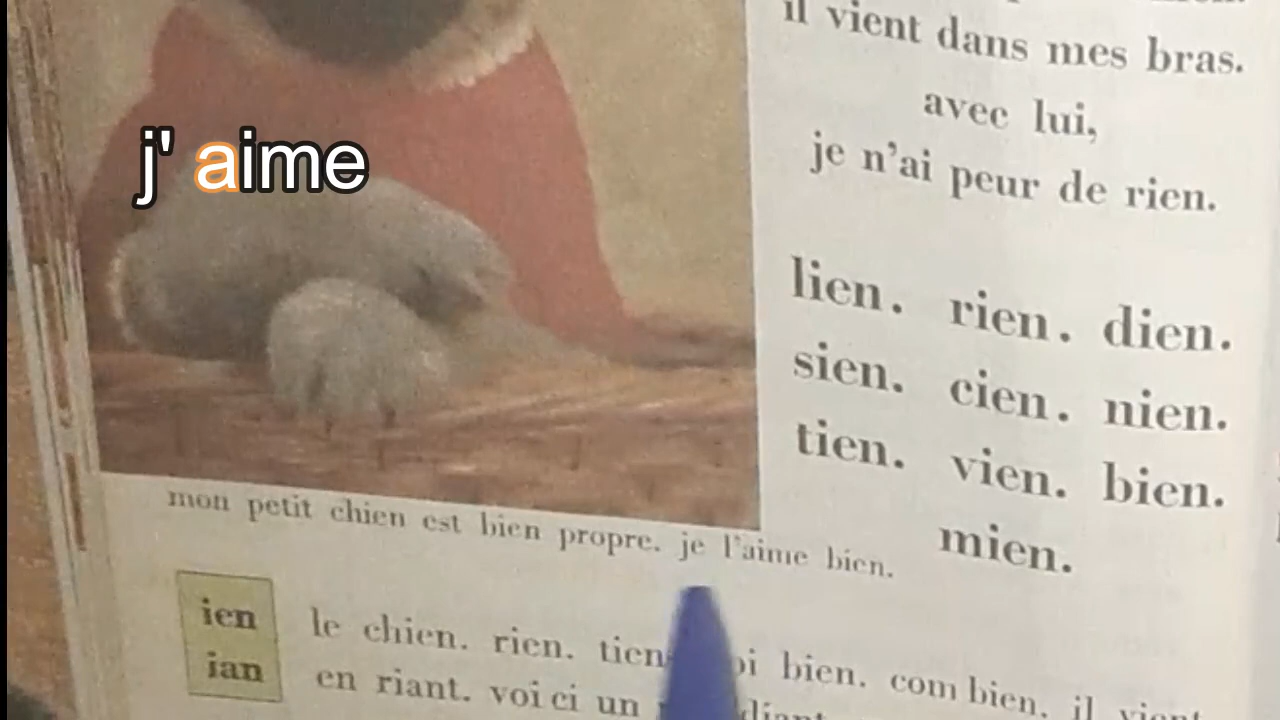 j' aime
il vient dans mes bras.
avec lui,
je n'ai peur de rien.
lien. rien. dien.
sien. cien. nien.
tien. vien. bien.
mien.
mon petit chien est bien propre. je l'aime bien.
ien
ian
le chien. rien. tien bien. com bien. il vient
en riant. voi ci un